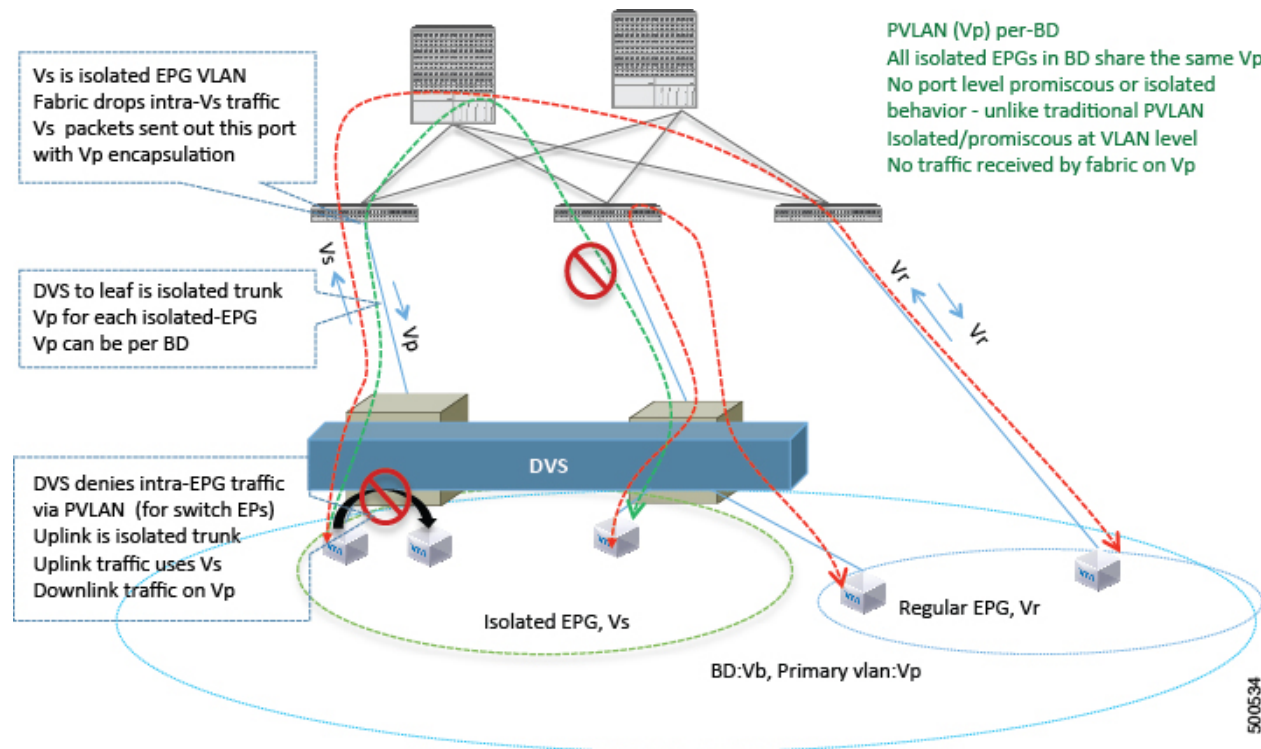 PVLAN (Vp) per-BD
All isolated EPGs in BD share the same Vp
No port level promiscous or isolated
behavior - unlike traditional PVLAN
Isolated/promiscous at VLAN level
No traffic received by fabric on Vp
Vs is isolated EPG VLAN
Fabric drops intra-Vs traffic
Vs packets sent out this port
with Vp encapsulation
DVS to leaf is isolated trunk
Vp for each isolated-EPG
Vp can be per BD
Vs
Vp
Vr
Vr
DVS
DVS denies intra-EPG traffic
via PVLAN (for switch EPs)
Uplink is isolated trunk
Uplink traffic uses Vs
Downlink traffic on Vp
Isolated EPG, Vs
Regular EPG, Vr
BD:Vb, Primary vlan:Vp
500534